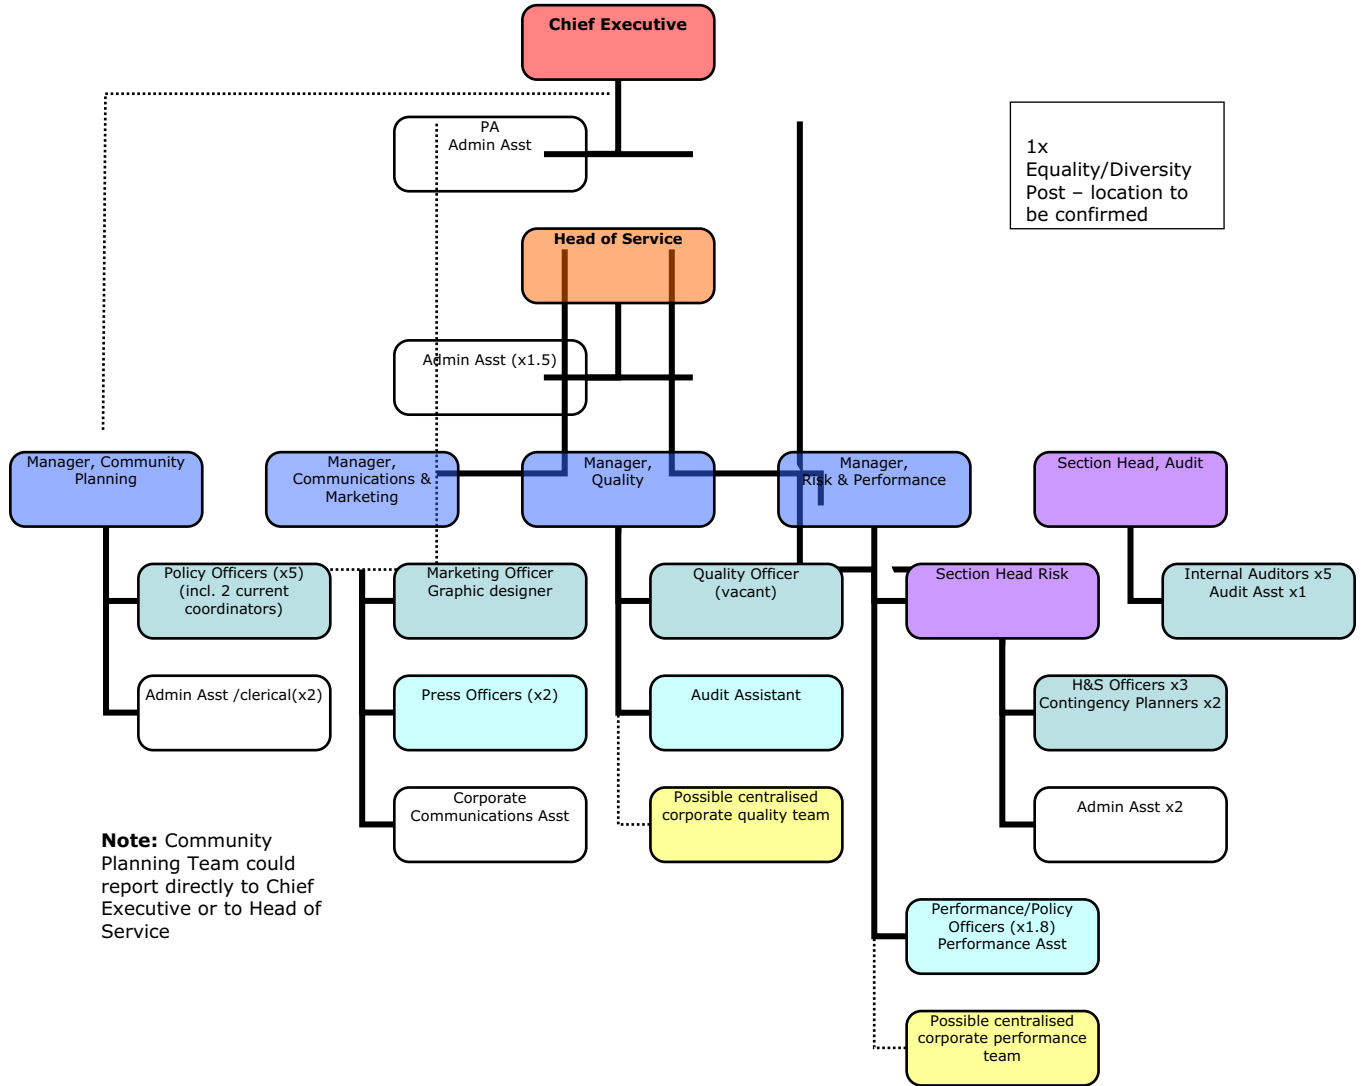 Chief Executive
PA
Admin Asst
1x
Equality/Diversity
Post – location to
be confirmed
Head of Service
Admin Asst (x1.5)
Manager, Community
Planning
Manager,
Communications &
Marketing
Manager,
Quality
Manager,
Risk & Performance
Section Head, Audit
Policy Officers (x5)
(incl. 2 current
coordinators)
Marketing Officer
Graphic designer
Quality Officer
(vacant)
Section Head Risk
Internal Auditors x5
Audit Asst x1
Admin Asst /clerical(x2)
Press Officers (x2)
Audit Assistant
H&S Officers x3
Contingency Planners x2
Corporate
Communications Asst
Possible centralised
corporate quality team
Admin Asst x2
Note: Community
Planning Team could
report directly to Chief
Executive or to Head of
Service
Performance/Policy
Officers (x1.8)
Performance Asst
Possible centralised
corporate performance
team